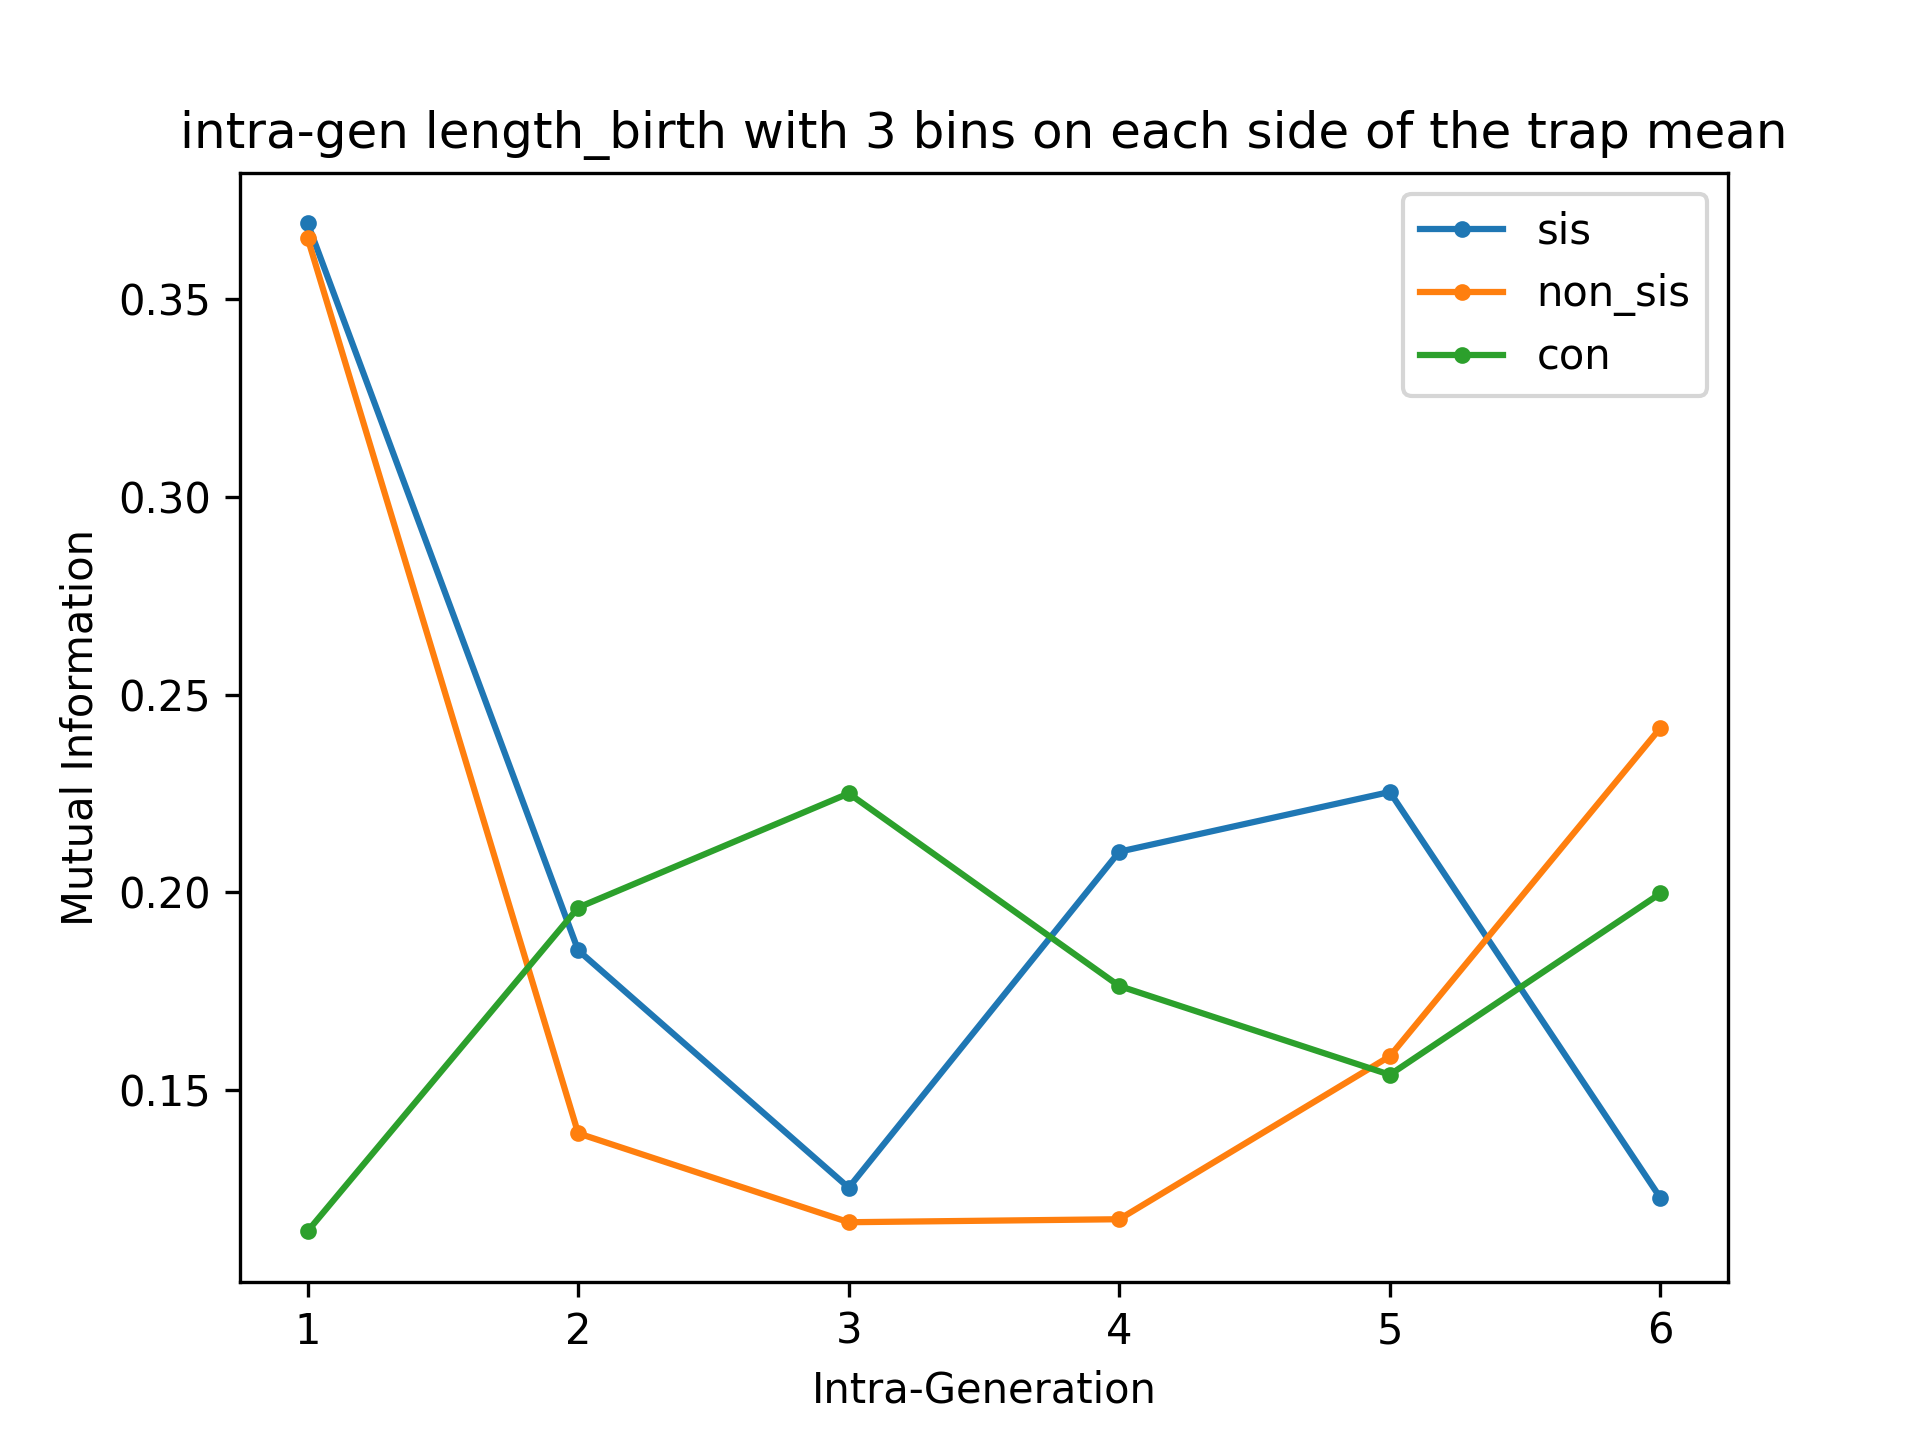 intra-gen length_birth with 3 bins on each side of the trap mean
sis
non_sis
con
Mutual Information
0.35
0.30
0.25
0.20
0.15
1 2 3 4 5 6
Intra-Generation